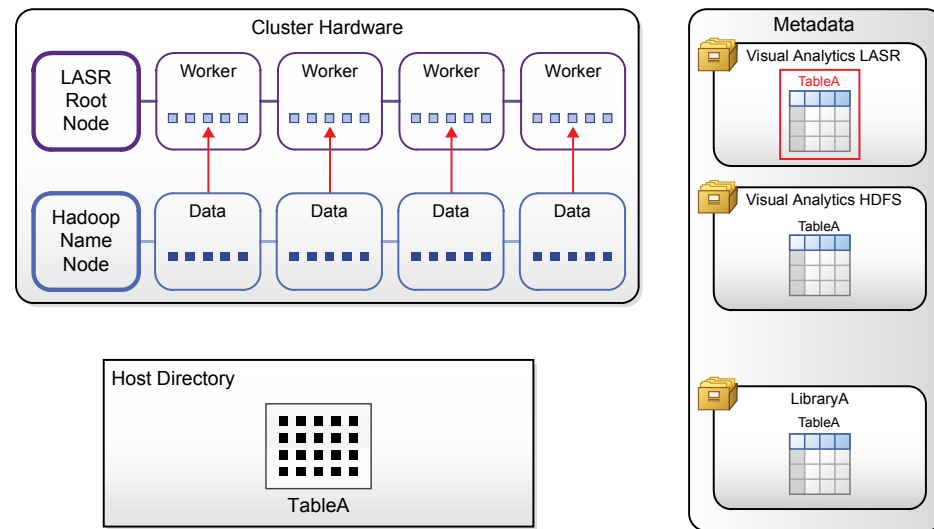 Cluster Hardware
LASR
Root
Node
Worker
Worker
Worker
Worker
Hadoop
Name
Node
Data
Data
Data
Data
Host Directory
TableA
Metadata
Visual Analytics LASR
TableA
Visual Analytics HDFS
TableA
LibraryA
TableA